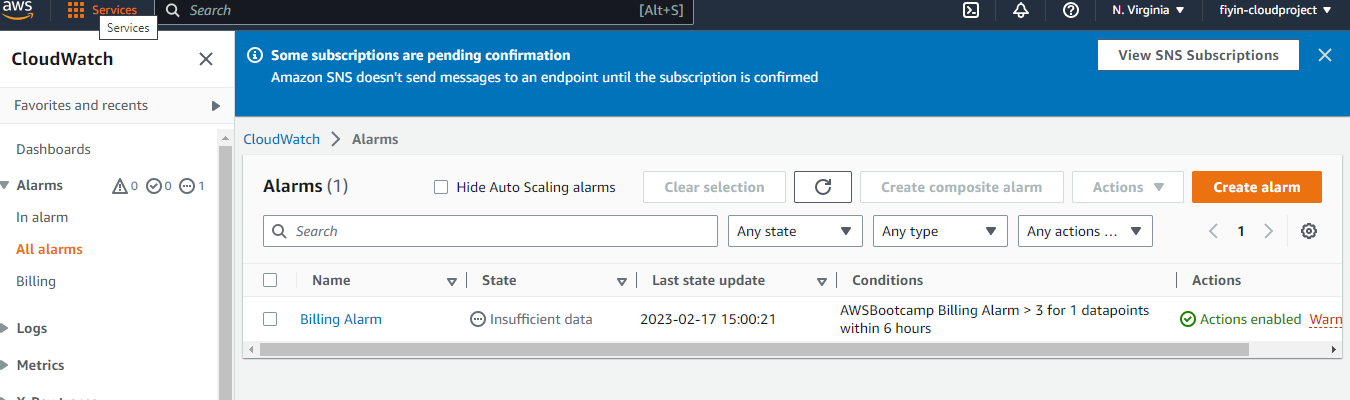 aws
Services
Search
[Alt+S]
N. Virginia
fiyin-cloudproject
Services
CloudWatch
Favorites and recents
Dashboards
Alarms
0
0
1
In alarm
All alarms
Billing
Logs
Metrics
Some subscriptions are pending confirmation
Amazon SNS doesn't send messages to an endpoint until the subscription is confirmed
View SNS Subscriptions
CloudWatch
Alarms
Alarms (1)
Hide Auto Scaling alarms
Clear selection
Create composite alarm
Actions
Create alarm
Search
Any state
Any type
Any actions ...
1
Name
State
Last state update
Conditions
Actions
Billing Alarm
Insufficient data
2023-02-17 15:00:21
AWSBootcamp Billing Alarm > 3 for 1 datapoints
within 6 hours
Actions enabled
Warn